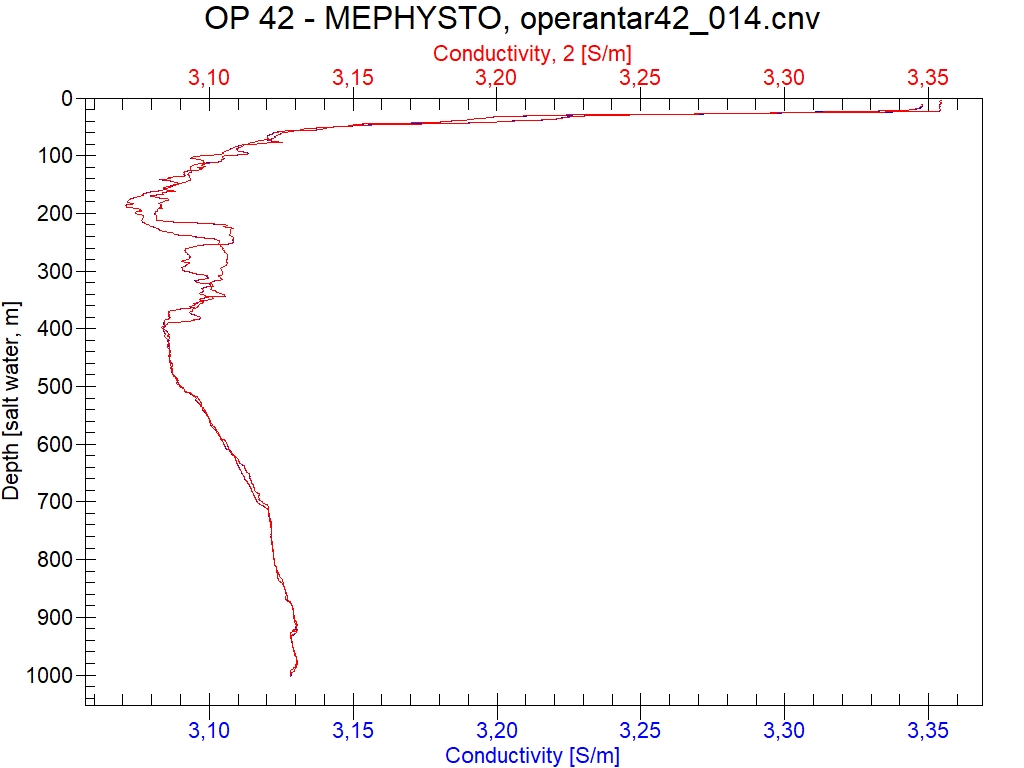 OP 42 - MEPHYSTO, operantar42_014.cnv
Conductivity, 2 [S/m]
3,10 3,15 3,20 3,25 3,30 3,35
0
100
200
300
400
500
600
700
800
900
1000
Depth [salt water, m]
3,10 3,15 3,20 3,25 3,30 3,35
Conductivity [S/m]